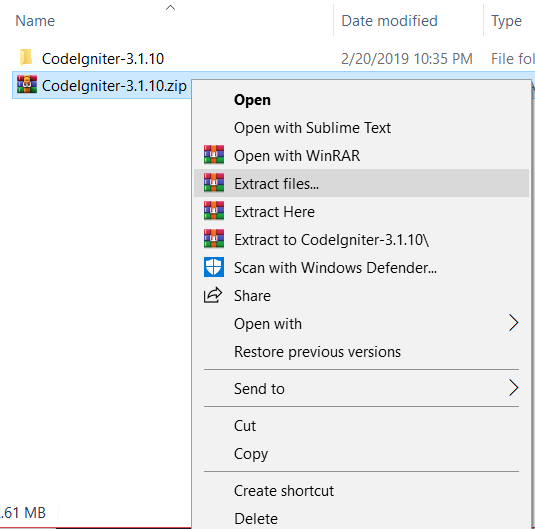 Name Date modified Type
CodeIgniter-3.1.10 2/20/2019 10:35 PM File fol
CodeIgniter-3.1.10.zip
Open
Open with Sublime Text
Open with WinRAR
Extract files...
Extract Here
Extract to CodeIgniter-3.1.10\
Scan with Windows Defender...
Share
Open with
Restore previous versions
Send to
Cut
Copy
Create shortcut
.61 MB
Delete